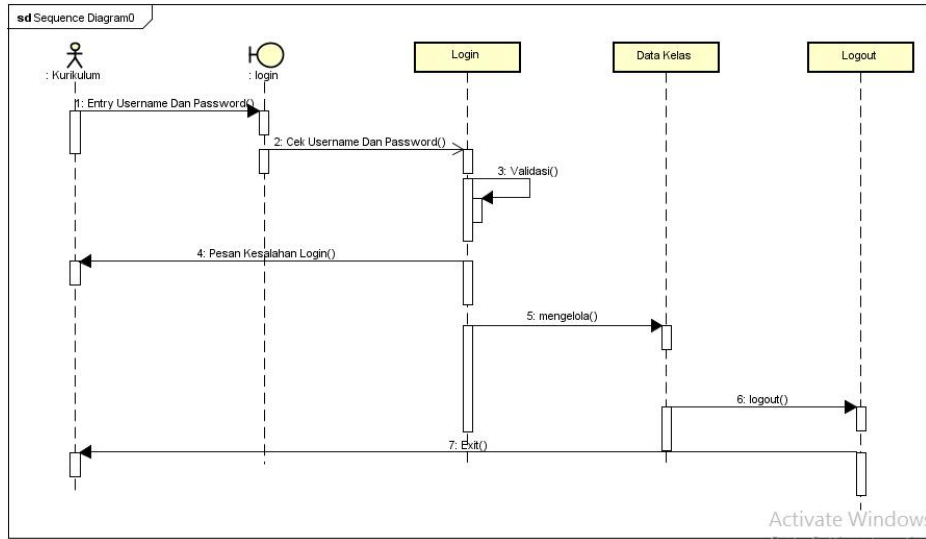 sd Sequence Diagram0
: Kurikulum
: login
Login
Data Kelas
Logout
1: Entry Username Dan Password()
2: Cek Username Dan Password()
3: Validasi()
4: Pesan Kesalahan Login()
5: mengelola()
6: logout()
7: Exit()
Activate Windows